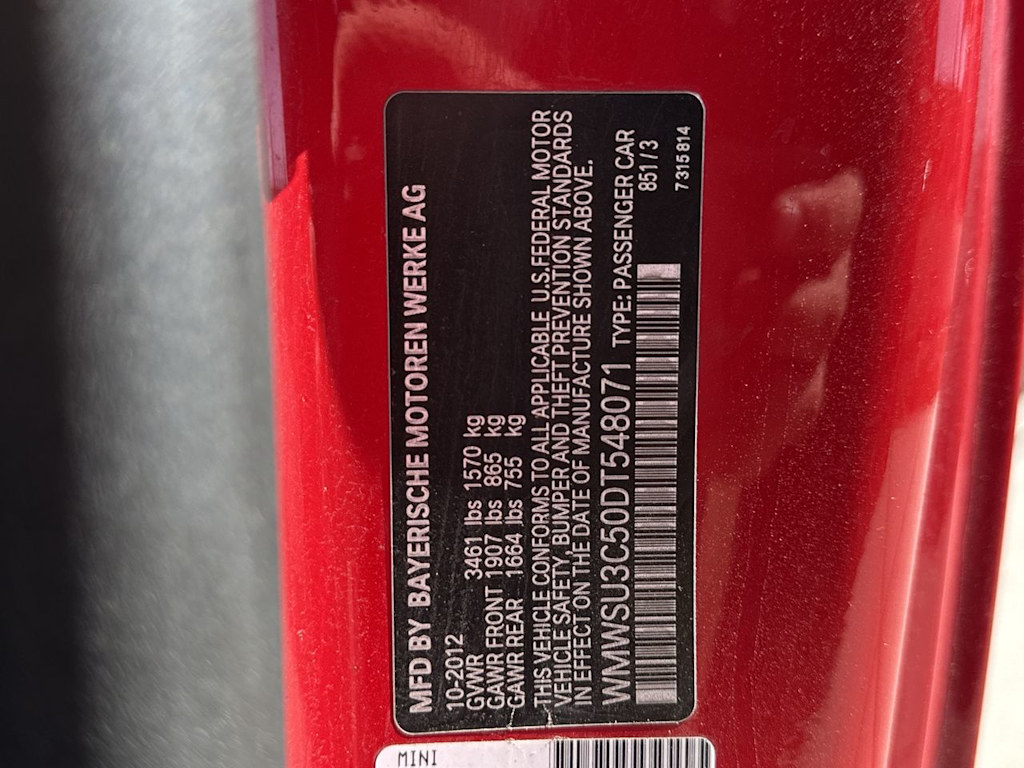 MFD BY BAYERISCHE MOTOREN WERKE AG
10-2012
GVWR 3461 lbs 1570 kg
GAWR FRONT 1907 lbs 865 kg
GAWR REAR 1664 lbs 755 kg
THIS VEHICLE CONFORMS TO ALL APPLICABLE U.S. FEDERAL MOTOR
VEHICLE SAFETY, BUMPER AND THEFT PREVENTION STANDARDS
IN EFFECT ON THE DATE OF MANUFACTURE SHOWN ABOVE.
WMWSU3C50DT548071 TYPE: PASSENGER CAR
851 / 3
7 315 814
MINI